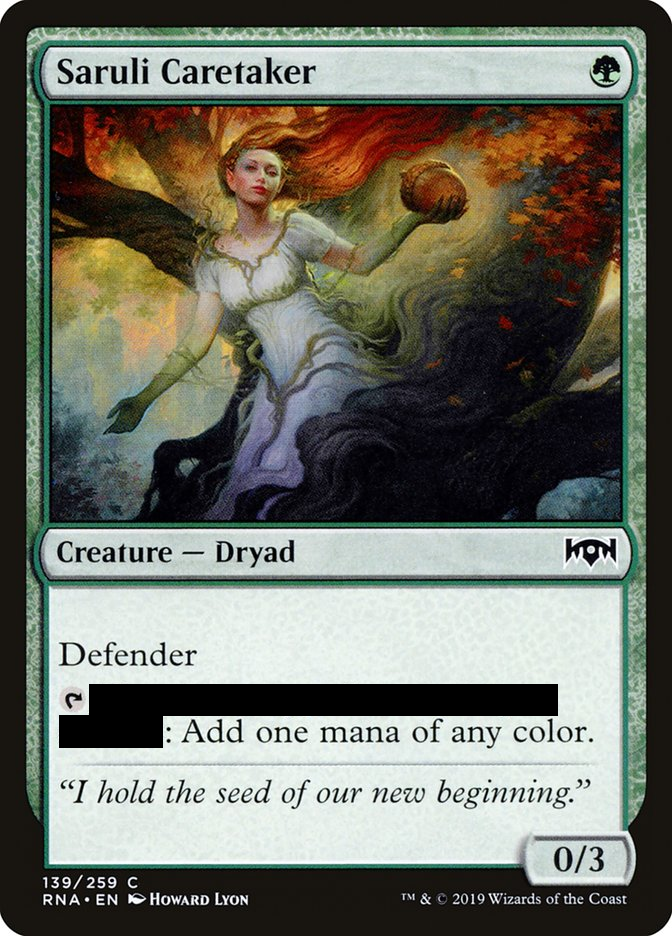 Saruli Caretaker
Creature — Dryad
Defender
: Add one mana of any color.
“I hold the seed of our new beginning.”
0/3
139/259 C
RNA • EN Howard Lyon
™ & © 2019 Wizards of the Coast